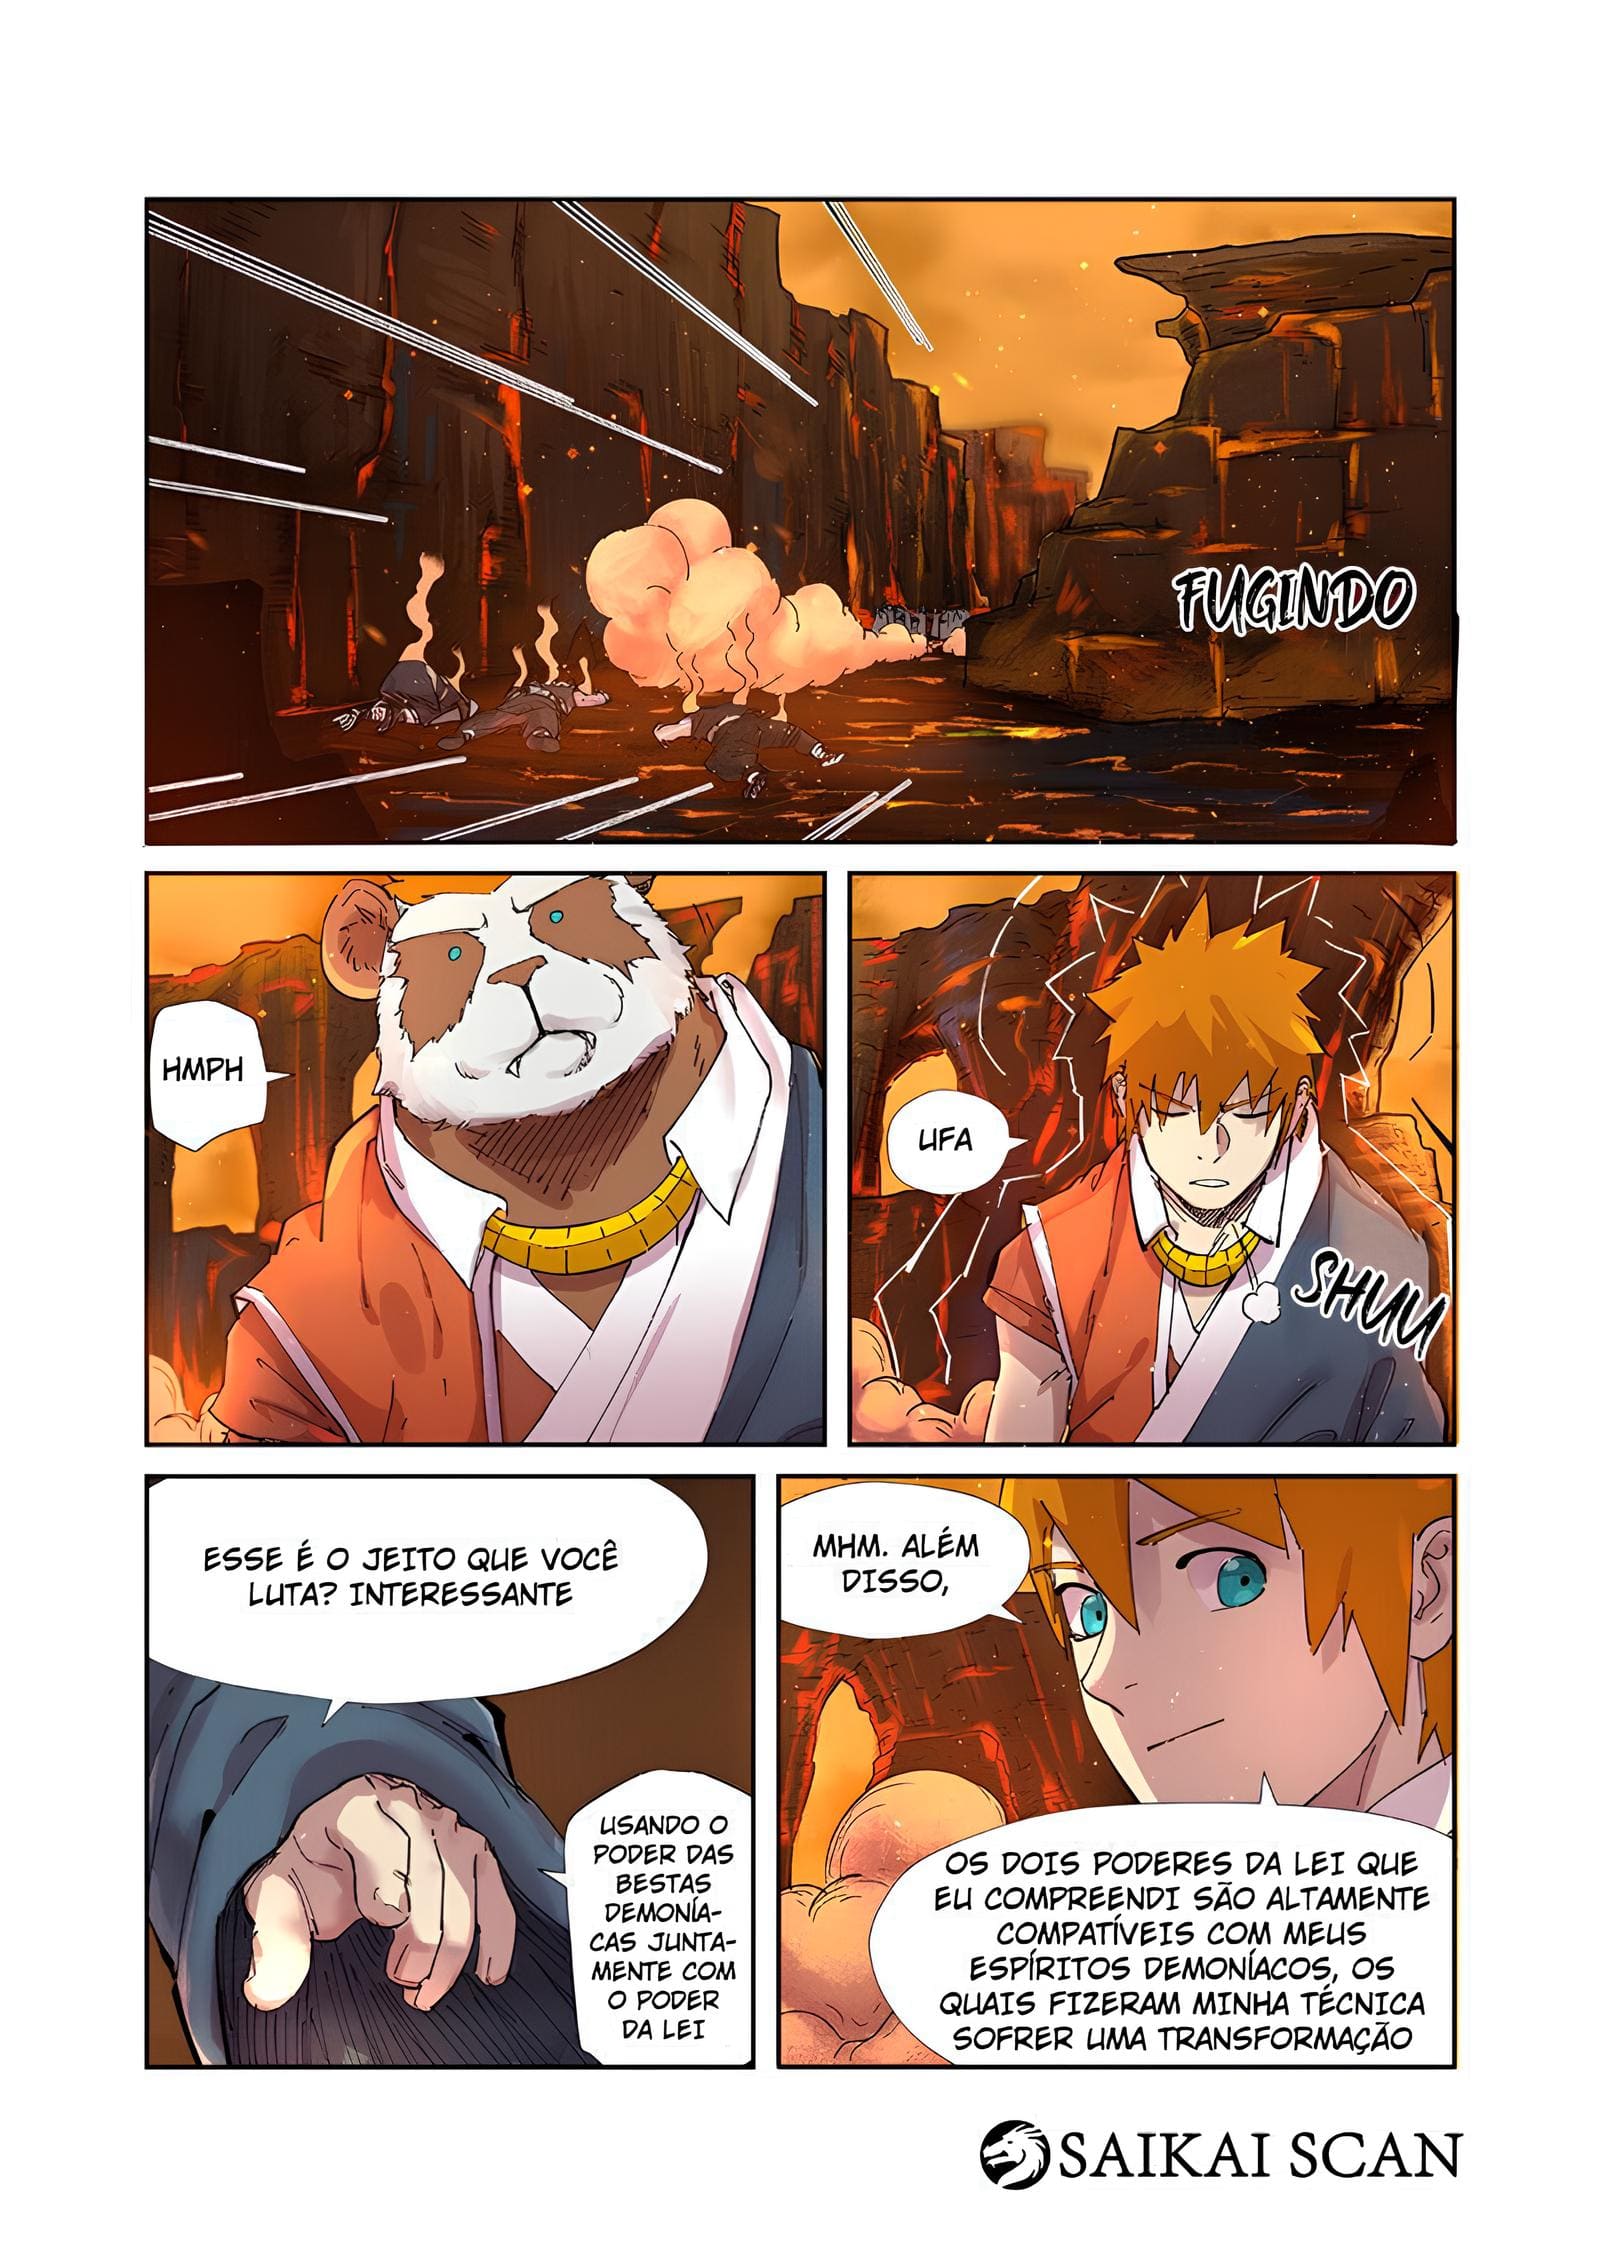 FUGINDO
HMPH
UFA
SHUU
ESSE É O JEITO QUE VOCÊ
LUTA? INTERESSANTE
USANDO O
PODER DAS
BESTAS
DEMONÍA-
CAS JUNTA-
MENTE COM
O PODER
DA LEI
MHM. ALÉM
DISSO,
OS DOIS PODERES DA LEI QUE
EU COMPREENDI SÃO ALTAMENTE
COMPATÍVEIS COM MEUS
ESPÍRITOS DEMONÍACOS, OS
QUAIS FIZERAM MINHA TÉCNICA
SOFRER UMA TRANSFORMAÇÃO
SAIKAI SCAN